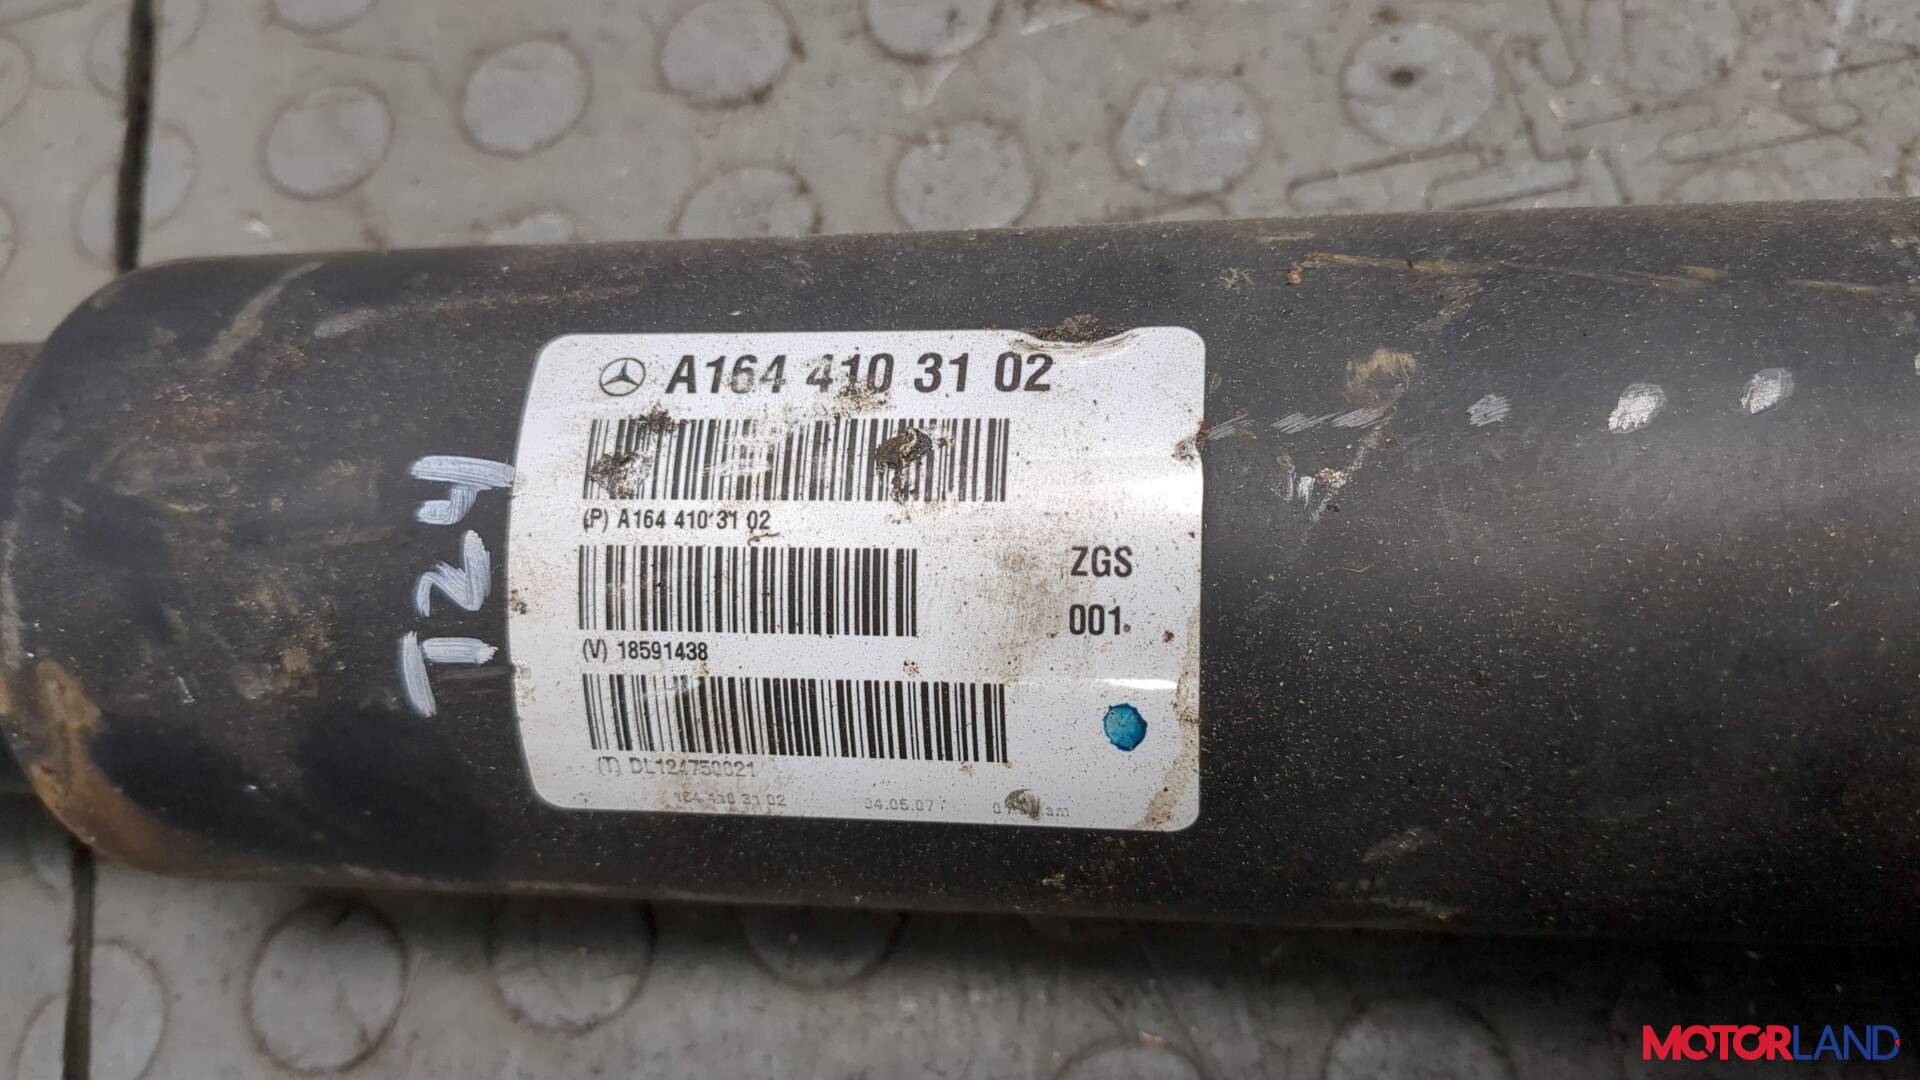 A164 410 31 02
(P) A164 410 31 02
ZGS
001
(V) 18591438
(T) DL124750021
164 410 31 02 04.05.07
TZ4
MOTORLAND